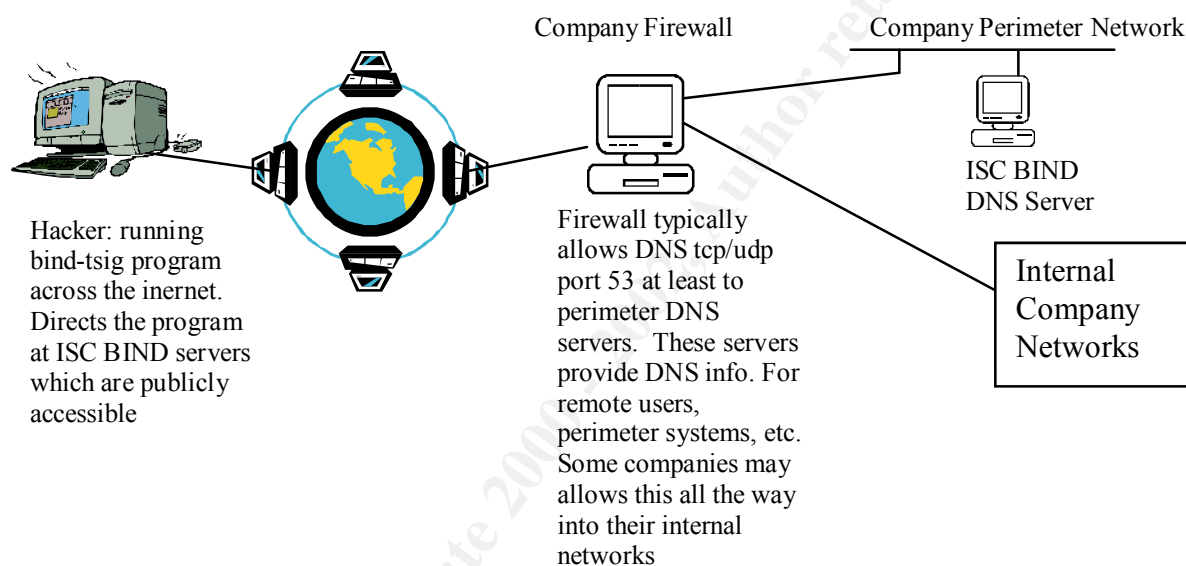 Company Firewall
Company Perimeter Network
ISC BIND
DNS Server
Hacker: running
bind-tsig program
across the inernet.
Directs the program
at ISC BIND servers
which are publicly
accessible
Firewall typically
allows DNS tcp/udp
port 53 at least to
perimeter DNS
servers.  These servers
provide DNS info. For
remote users,
perimeter systems, etc.
Some companies may
allows this all the way
into their internal
networks
Internal
Company
Networks
2000 - 2002, Author